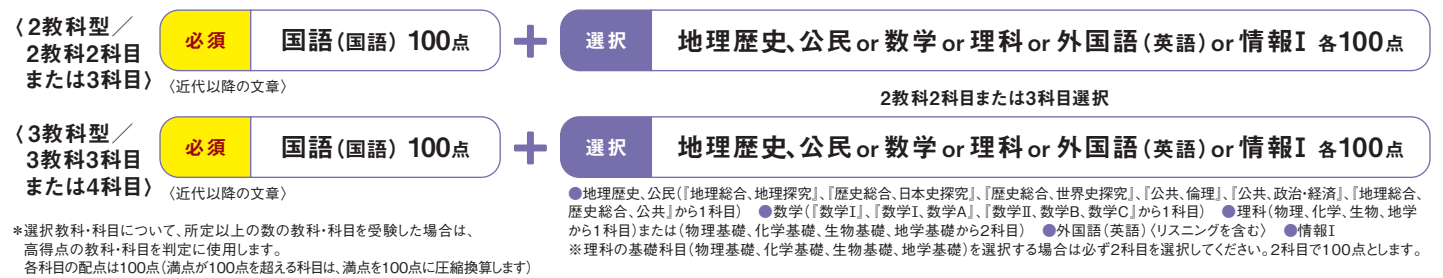 〈2教科型／
2教科2科目
または3科目〉
必須 国語(国語) 100点
〈近代以降の文章〉
+
選択 地理歴史、公民or数学or理科or外国語(英語)or情報Ⅰ 各100点
2教科2科目または3科目選択
〈3教科型／
3教科3科目
または4科目〉
必須 国語(国語) 100点
〈近代以降の文章〉
+
選択 地理歴史、公民or数学or理科or外国語(英語)or情報Ⅰ 各100点
●地理歴史、公民(『地理総合、地理探究』、『歴史総合、日本史探究』、『歴史総合、世界史探究』、『公共、倫理』、『公共、政治・経済』、『地理総合、
歴史総合、公共』から1科目) ●数学(『数学Ⅰ』、『数学Ⅰ、数学A』、『数学Ⅱ、数学B、数学C』から1科目) ●理科(物理、化学、生物、地学
から1科目)または(物理基礎、化学基礎、生物基礎、地学基礎から2科目) ●外国語(英語)〈リスニングを含む〉 ●情報Ⅰ
※理科の基礎科目(物理基礎、化学基礎、生物基礎、地学基礎)を選択する場合は必ず2科目を選択してください。2科目で100点とします。
*選択教科・科目について、所定以上の数の教科・科目を受験した場合は、
高得点の教科・科目を判定に使用します。
各科目の配点は100点(満点が100点を超える科目は、満点を100点に圧縮換算します)